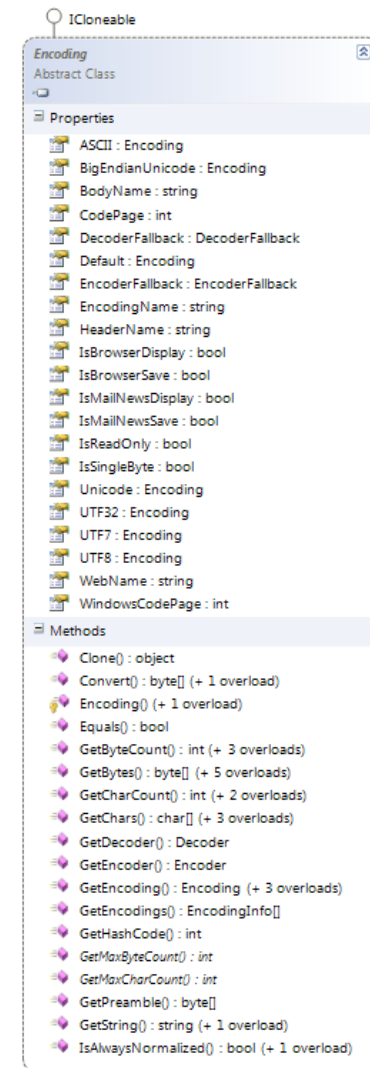 ICloneable
Encoding
Abstract Class
Properties
ASCII : Encoding
BigEndianUnicode : Encoding
BodyName : string
CodePage : int
DecoderFallback : DecoderFallback
Default : Encoding
EncoderFallback : EncoderFallback
EncodingName : string
HeaderName : string
IsBrowserDisplay : bool
IsBrowserSave : bool
IsMailNewsDisplay : bool
IsMailNewsSave : bool
IsReadOnly : bool
IsSingleByte : bool
Unicode : Encoding
UTF32 : Encoding
UTF7 : Encoding
UTF8 : Encoding
WebName : string
WindowsCodePage : int
Methods
Clone() : object
Convert() : byte[] (+ 1 overload)
Encoding() (+ 1 overload)
Equals() : bool
GetByteCount() : int (+ 3 overloads)
GetBytes() : byte[] (+ 5 overloads)
GetCharCount() : int (+ 2 overloads)
GetChars() : char[] (+ 3 overloads)
GetDecoder() : Decoder
GetEncoder() : Encoder
GetEncoding() : Encoding (+ 3 overloads)
GetEncodings() : EncodingInfo[]
GetHashCode() : int
GetMaxByteCount() : int
GetMaxCharCount() : int
GetPreamble() : byte[]
GetString() : string (+ 1 overload)
IsAlwaysNormalized() : bool (+ 1 overload)